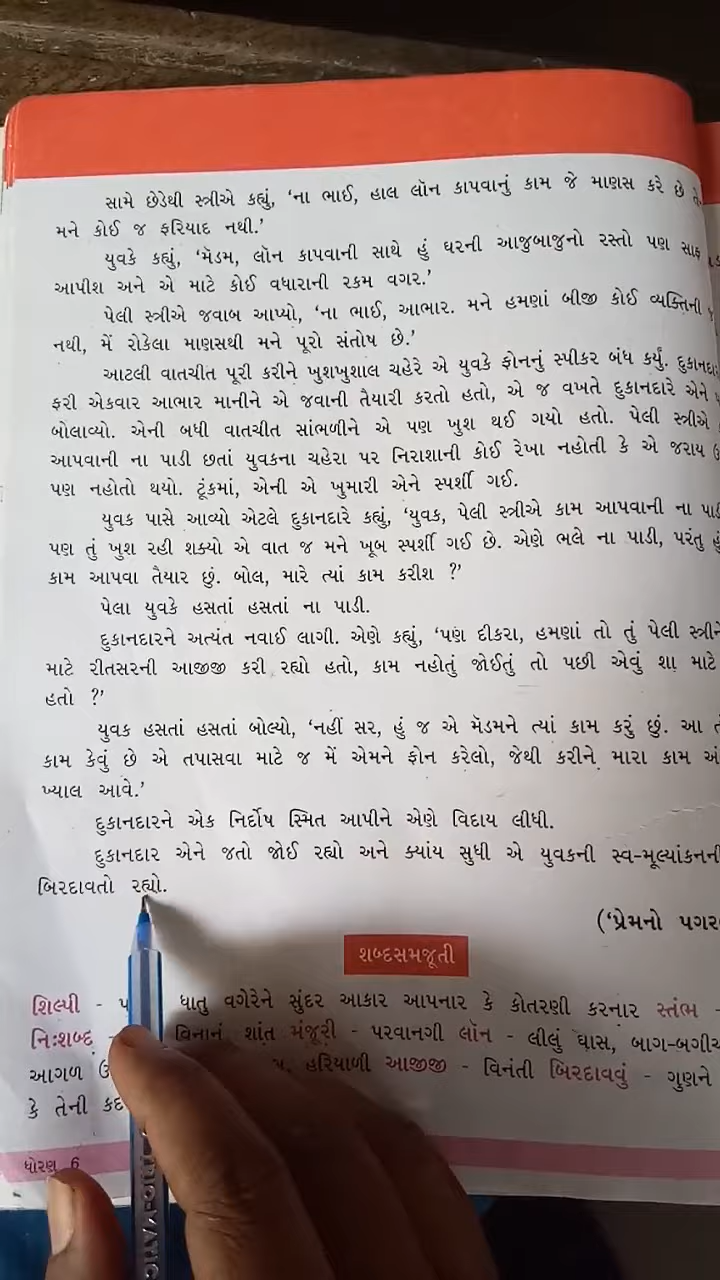 સામે છેડેથી સ્ત્રીએ કહ્યું, ‘ના ભાઈ, હાલ લૉન કાપવાનું કામ જે માણસ કરે છે તે
મને કોઈ જ ફરિયાદ નથી.’
યુવકે કહ્યું, ‘મૅડમ, લૉન કાપવાની સાથે હું ઘરની આજુબાજુનો રસ્તો પણ સાફ
આપીશ અને એ માટે કોઈ વધારાની રકમ વગર.’
પેલી સ્ત્રીએ જવાબ આપ્યો, ‘ના ભાઈ, આભાર. મને હમણાં બીજી કોઈ વ્યક્તિની
નથી, મેં રોકેલા માણસથી મને પૂરો સંતોષ છે.’
આટલી વાતચીત પૂરી કરીને ખુશખુશાલ ચહેરે એ યુવકે ફોનનું સ્પીકર બંધ કર્યું. દુકાનદા
ફરી એકવાર આભાર માનીને એ જવાની તૈયારી કરતો હતો, એ જ વખતે દુકાનદારે એને
બોલાવ્યો. એની બધી વાતચીત સાંભળીને એ પણ ખુશ થઈ ગયો હતો. પેલી સ્ત્રીએ
આપવાની ના પાડી છતાં યુવકના ચહેરા પર નિરાશાની કોઈ રેખા નહોતી કે એ જરાય
પણ નહોતો થયો. ટૂંકમાં, એની એ ખુમારી એને સ્પર્શી ગઈ.
યુવક પાસે આવ્યો એટલે દુકાનદારે કહ્યું, ‘યુવક, પેલી સ્ત્રીએ કામ આપવાની ના પાડી
પણ તું ખુશ રહી શક્યો એ વાત જ મને ખૂબ સ્પર્શી ગઈ છે. એણે ભલે ના પાડી, પરંતુ હું
કામ આપવા તૈયાર છું. બોલ, મારે ત્યાં કામ કરીશ ?’
પેલા યુવકે હસતાં હસતાં ના પાડી.
દુકાનદારને અત્યંત નવાઈ લાગી. એણે કહ્યું, ‘પણ દીકરા, હમણાં તો તું પેલી સ્ત્રીને
માટે રીતસરની આજીજી કરી રહ્યો હતો, કામ નહોતું જોઈતું તો પછી એવું શા માટે
હતો ?’
યુવક હસતાં હસતાં બોલ્યો, ‘નહીં સર, હું જ એ મૅડમને ત્યાં કામ કરું છું. આ ત
કામ કેવું છે એ તપાસવા માટે જ મેં એમને ફોન કરેલો, જેથી કરીને મારા કામ અં
ખ્યાલ આવે.’
દુકાનદારને એક નિર્દોષ સ્મિત આપીને એણે વિદાય લીધી.
દુકાનદાર એને જતો જોઈ રહ્યો અને ક્યાંય સુધી એ યુવકની સ્વ-મૂલ્યાંકનની
બિરદાવતો રહ્યો.
(‘પ્રેમનો પગર
શબ્દસમજૂતી
શિલ્પી - ધાતુ વગેરેને સુંદર આકાર આપનાર કે કોતરણી કરનાર સ્તંભ -
નિઃશબ્દ - વિનાનું શાંત મંજૂરી - પરવાનગી લૉન - લીલું ઘાસ, બાગ-બગીચ
આગળ હરિયાળી આજીજી - વિનંતી બિરદાવવું - ગુણને
કે તેની કદ
ધોરણ 6